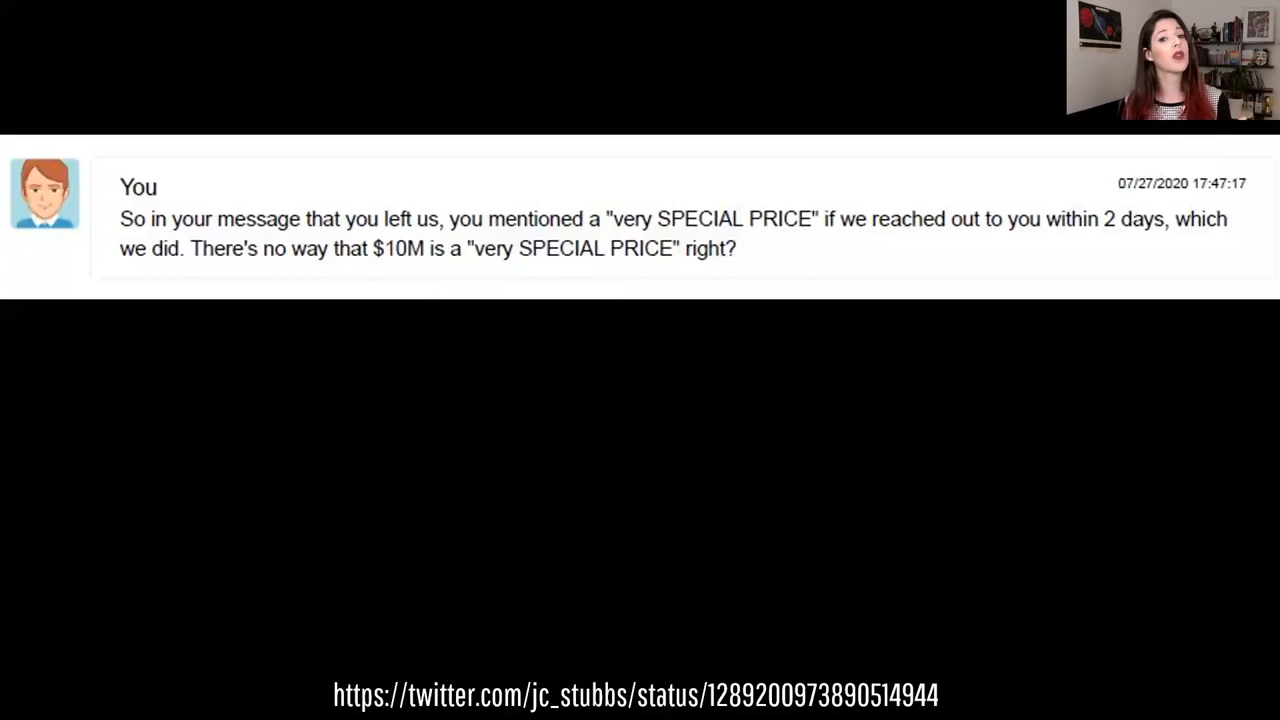 You
07/27/2020 17:47:17
So in your message that you left us, you mentioned a "very SPECIAL PRICE" if we reached out to you within 2 days, which
we did. There's no way that $10M is a "very SPECIAL PRICE" right?
https://twitter.com/jc_stubbs/status/1289200973890514944